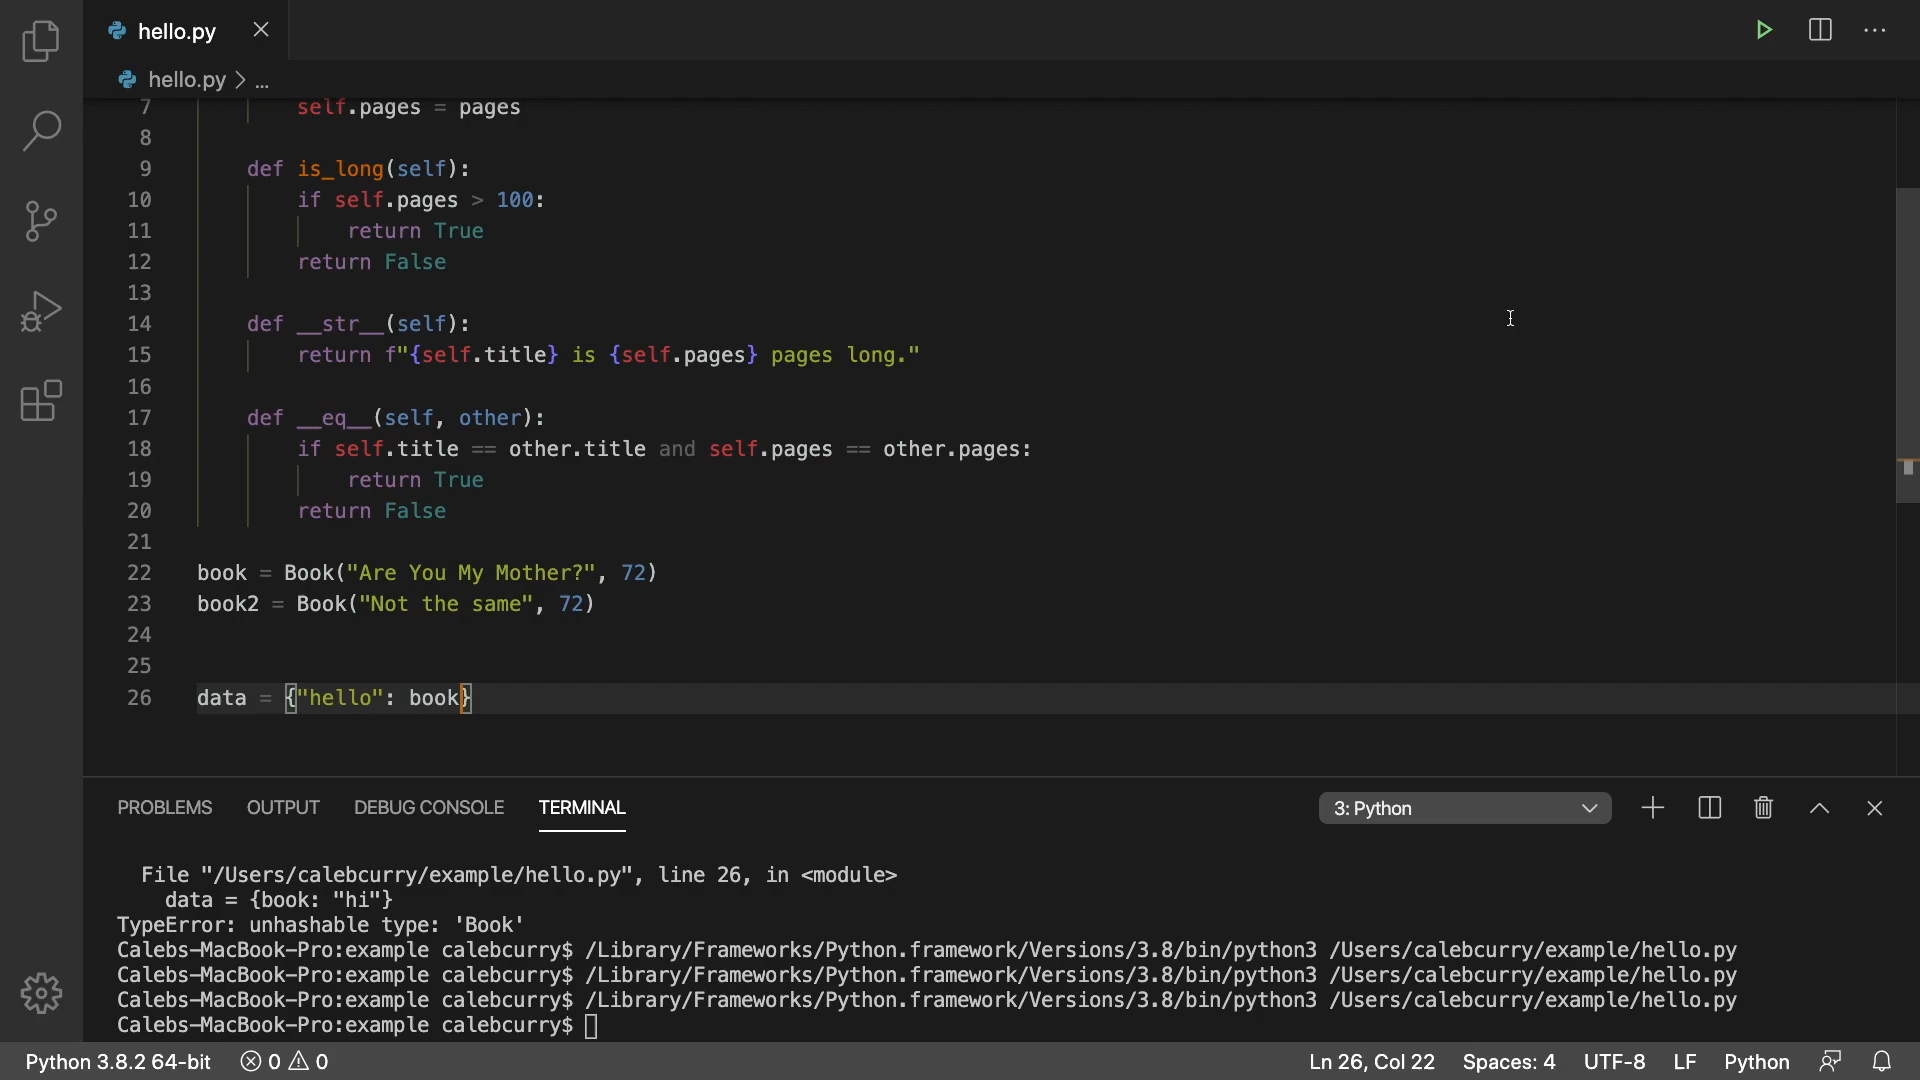 hello.py
hello.py > ...
7 self.pages = pages
8
9 def is_long(self):
10 if self.pages > 100:
11 return True
12 return False
13
14 def __str__(self):
15 return f"{self.title} is {self.pages} pages long."
16
17 def __eq__(self, other):
18 if self.title == other.title and self.pages == other.pages:
19 return True
20 return False
21
22 book = Book("Are You My Mother?", 72)
23 book2 = Book("Not the same", 72)
24
25
26 data = {"hello": book}
PROBLEMS OUTPUT DEBUG CONSOLE TERMINAL 3: Python
File "/Users/calebcurry/example/hello.py", line 26, in <module>
data = {book: "hi"}
TypeError: unhashable type: 'Book'
Calebs-MacBook-Pro:example calebcurry$ /Library/Frameworks/Python.framework/Versions/3.8/bin/python3 /Users/calebcurry/example/hello.py
Calebs-MacBook-Pro:example calebcurry$ /Library/Frameworks/Python.framework/Versions/3.8/bin/python3 /Users/calebcurry/example/hello.py
Calebs-MacBook-Pro:example calebcurry$ /Library/Frameworks/Python.framework/Versions/3.8/bin/python3 /Users/calebcurry/example/hello.py
Calebs-MacBook-Pro:example calebcurry$
Python 3.8.2 64-bit 0 0 Ln 26, Col 22 Spaces: 4 UTF-8 LF Python